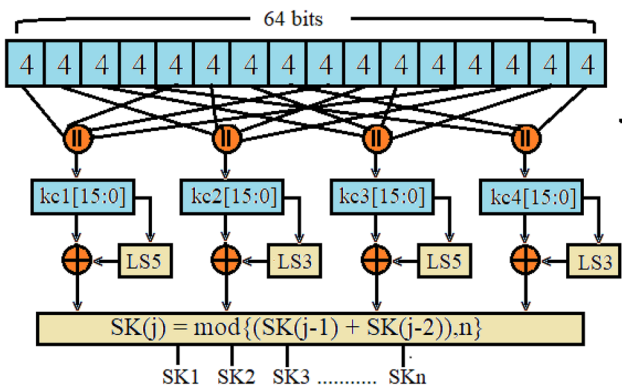 64 bits
4 4 4 4 4 4 4 4 4 4 4 4 4 4 4 4
|| || || ||
kc1[15:0] kc2[15:0] kc3[15:0] kc4[15:0]
LS5 LS3 LS5 LS3
SK(j) = mod{(SK(j-1) + SK(j-2)),n}
SK1 SK2 SK3 ........... SKn